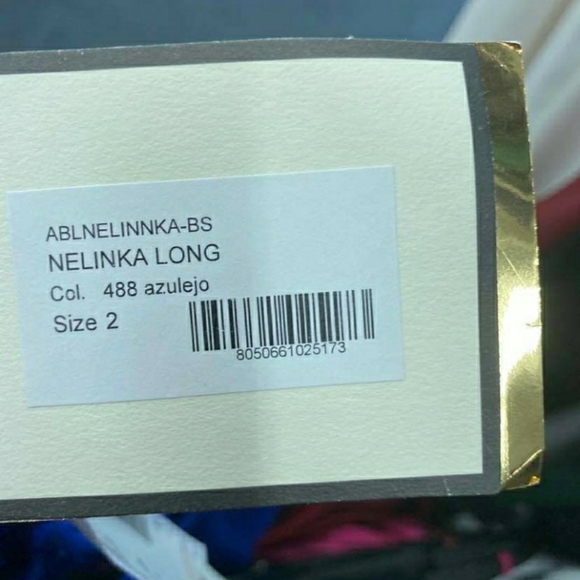 ABLNELINNKA-BS
NELINKA LONG
Col. 488 azulejo
Size 2
8050661025173